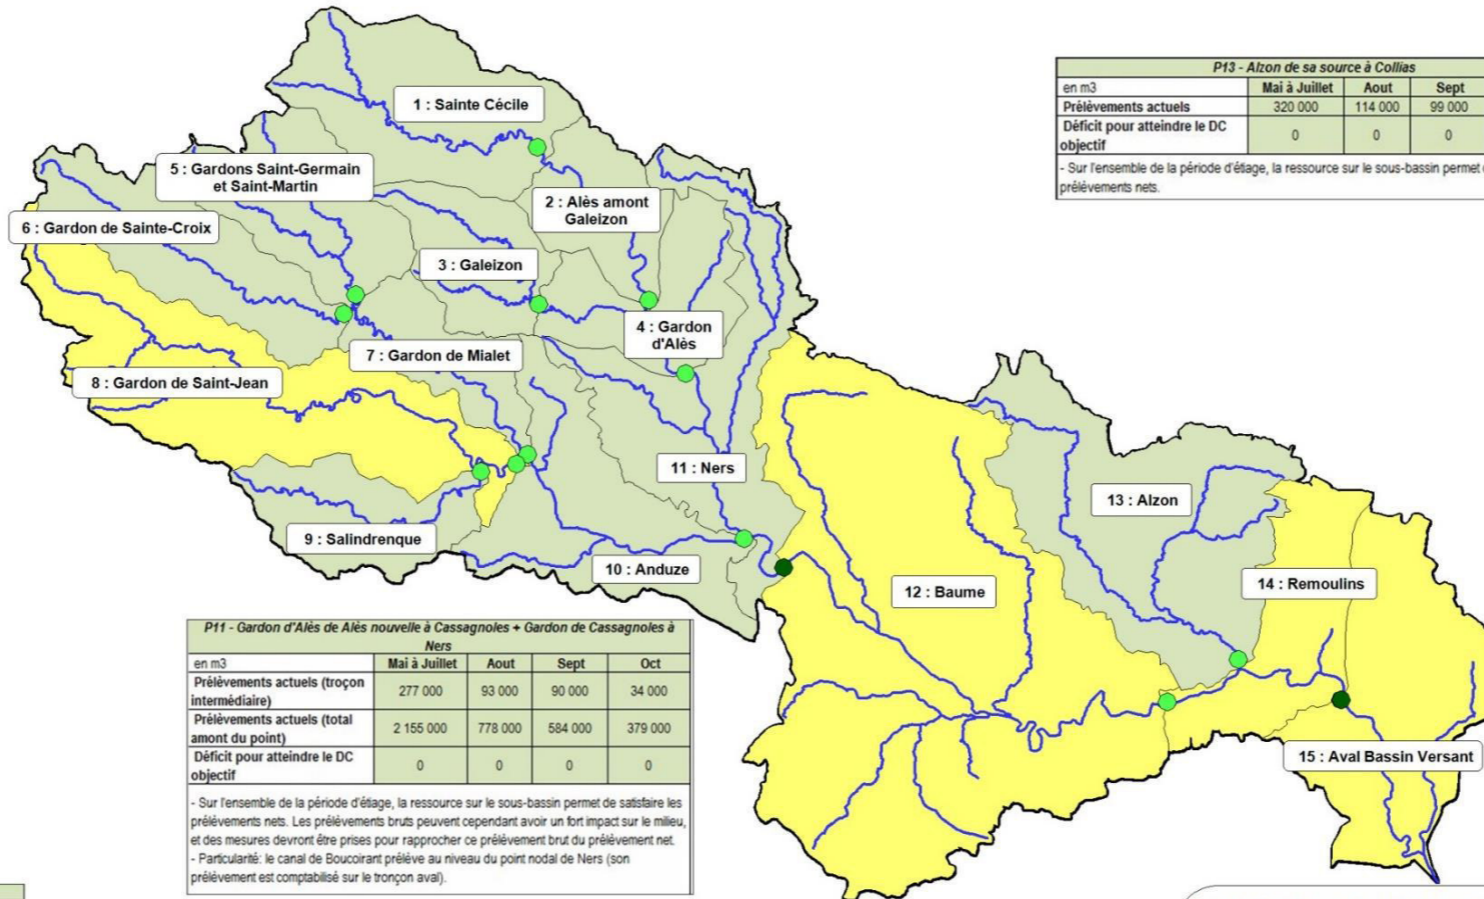 P13 - Alzon de sa source à Collias
en m3 Mai à Juillet Aout Sept
Prélèvements actuels 320 000 114 000 99 000
Déficit pour atteindre le DC
objectif 0 0 0
- Sur l'ensemble de la période d'étiage, la ressource sur le sous-bassin permet
prélèvements nets.
1 : Sainte Cécile
5 : Gardons Saint-Germain
et Saint-Martin
2 : Alès amont
Galeizon
6 : Gardon de Sainte-Croix
3 : Galeizon
4 : Gardon
d'Alès
7 : Gardon de Mialet
8 : Gardon de Saint-Jean
11 : Ners
13 : Alzon
9 : Salindrenque
10 : Anduze
12 : Baume
14 : Remoulins
15 : Aval Bassin Versant
P11 - Gardon d'Alès de Alès nouvelle à Cassagnoles + Gardon de Cassagnoles à
Ners
en m3 Mai à Juillet Aout Sept Oct
Prélèvements actuels (troçon
intermédiaire) 277 000 93 000 90 000 34 000
Prélèvements actuels (total
amont du point) 2 155 000 778 000 584 000 379 000
Déficit pour atteindre le DC
objectif 0 0 0 0
- Sur l'ensemble de la période d'étiage, la ressource sur le sous-bassin permet de satisfaire les
prélèvements nets. Les prélèvements bruts peuvent cependant avoir un fort impact sur le milieu,
et des mesures devront être prises pour rapprocher ce prélèvement brut du prélèvement net.
- Particularité: le canal de Boucoirant prélève au niveau du point nodal de Ners (son
prélèvement est comptabilisé sur le tronçon aval).